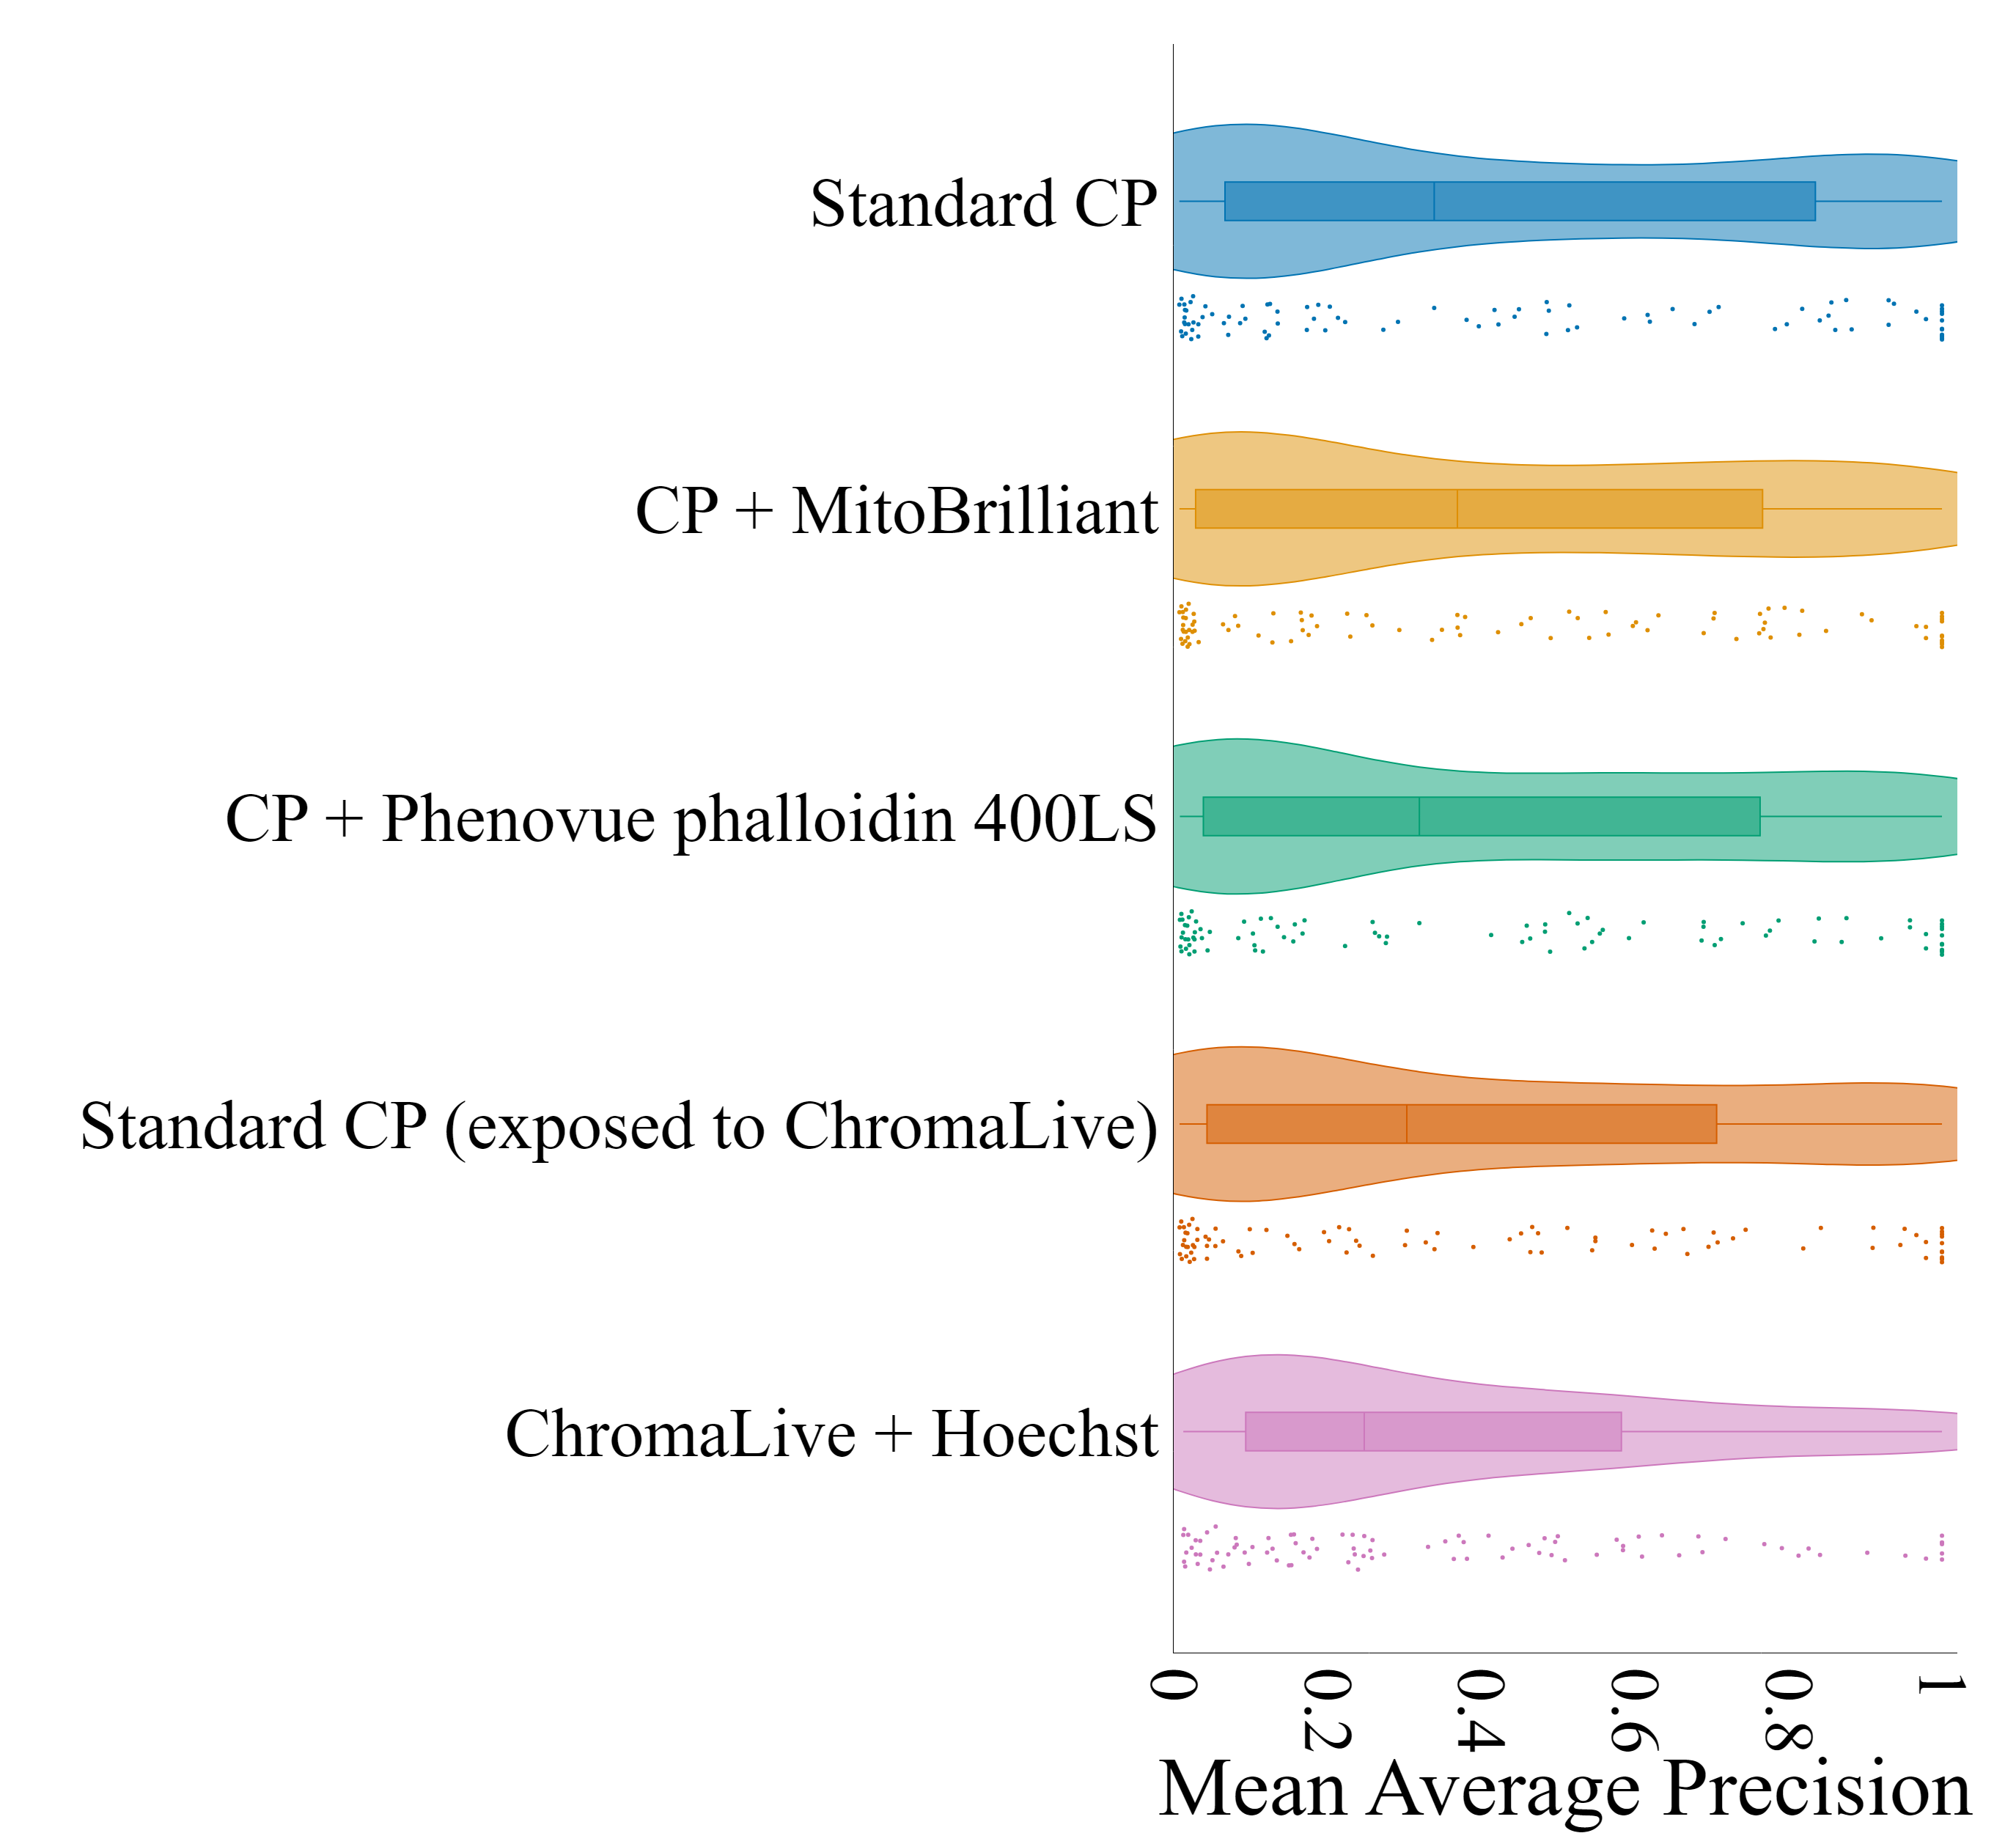 Standard CP
CP + MitoBrilliant
CP + Phenovue phalloidin 400LS
Standard CP (exposed to ChromaLive)
ChromaLive + Hoechst
0 0.2 0.4 0.6 0.8 1
Mean Average Precision